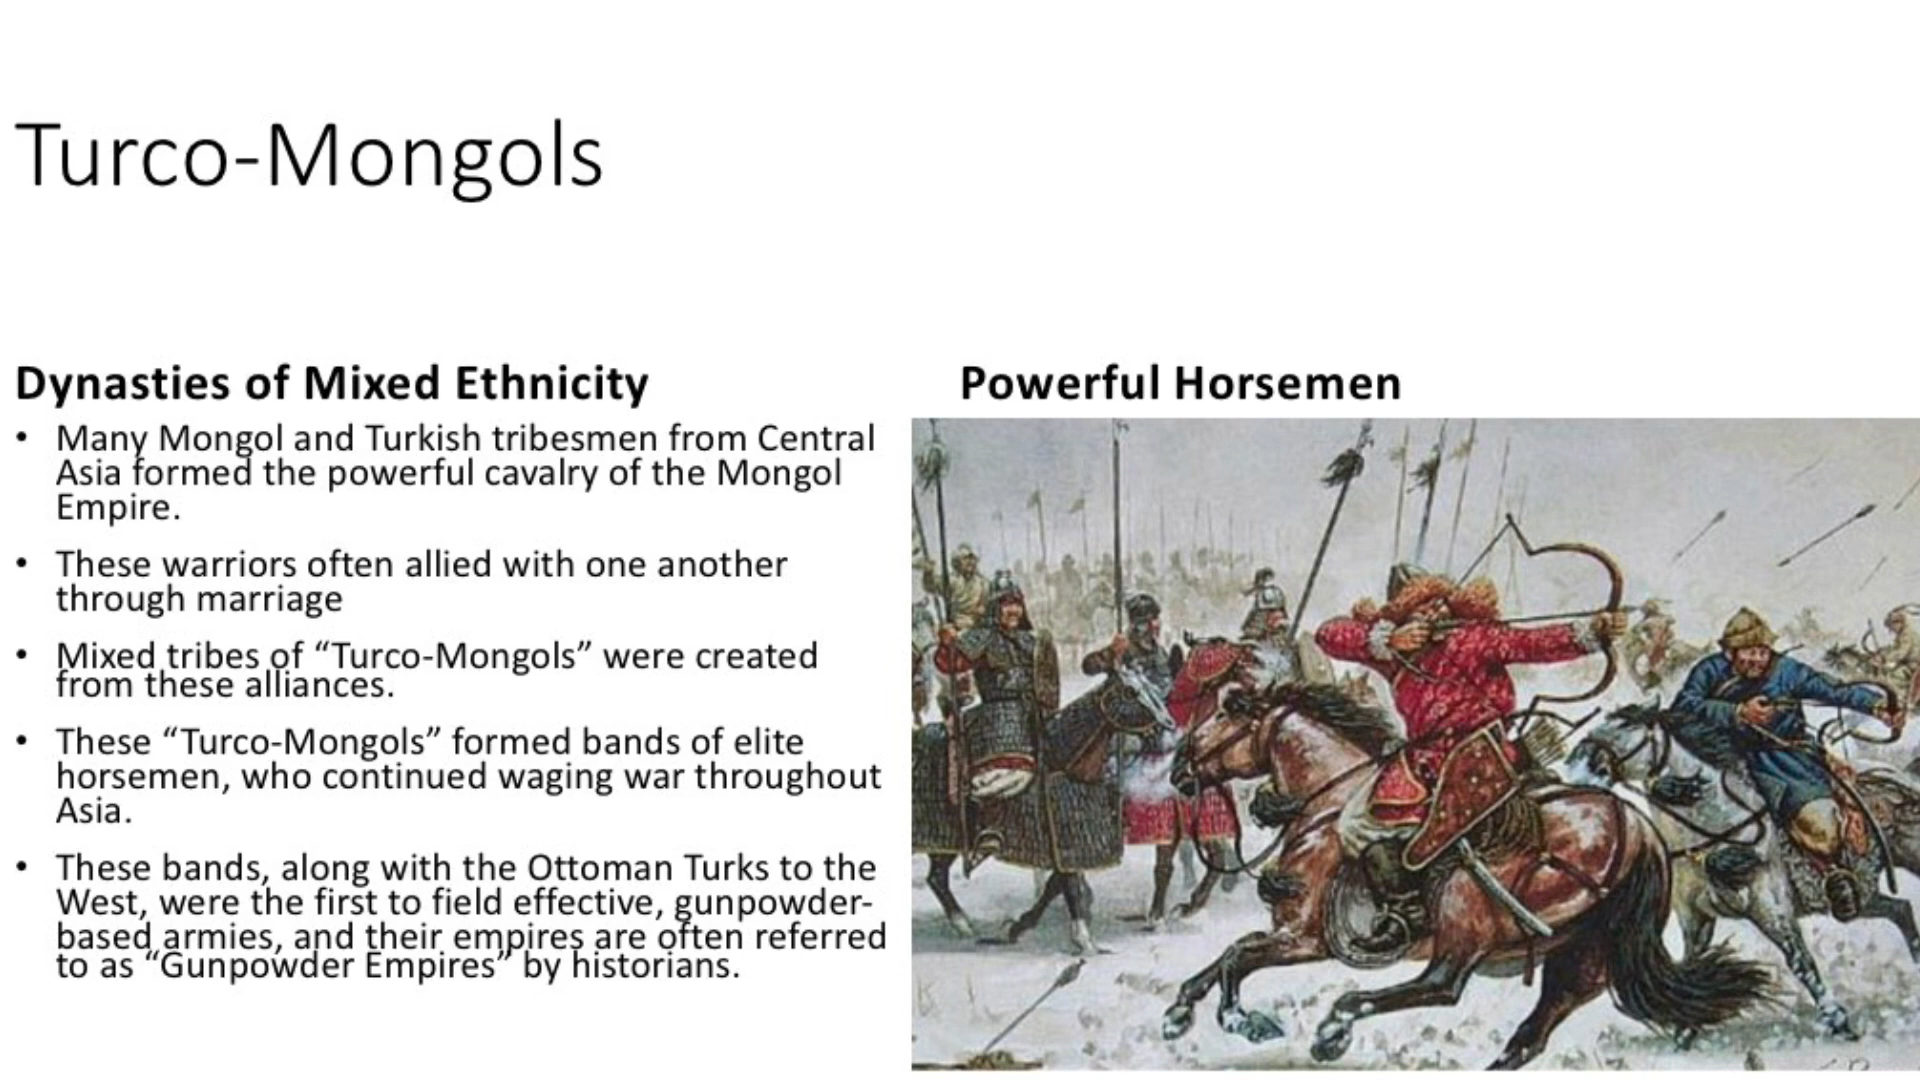 Turco-Mongols
Dynasties of Mixed Ethnicity
• Many Mongol and Turkish tribesmen from Central
Asia formed the powerful cavalry of the Mongol
Empire.
• These warriors often allied with one another
through marriage
• Mixed tribes of “Turco-Mongols” were created
from these alliances.
• These “Turco-Mongols” formed bands of elite
horsemen, who continued waging war throughout
Asia.
• These bands, along with the Ottoman Turks to the
West, were the first to field effective, gunpowder-
based armies, and their empires are often referred
to as “Gunpowder Empires” by historians.
Powerful Horsemen